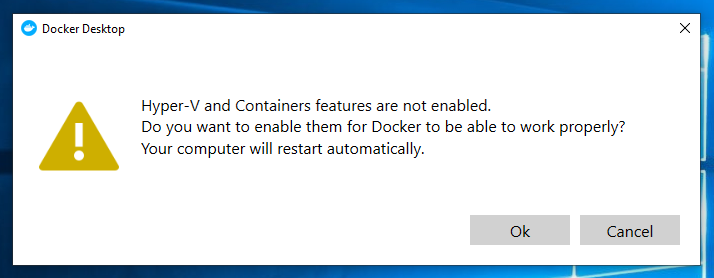 Docker Desktop
Hyper-V and Containers features are not enabled.
Do you want to enable them for Docker to be able to work properly?
Your computer will restart automatically.
Ok
Cancel